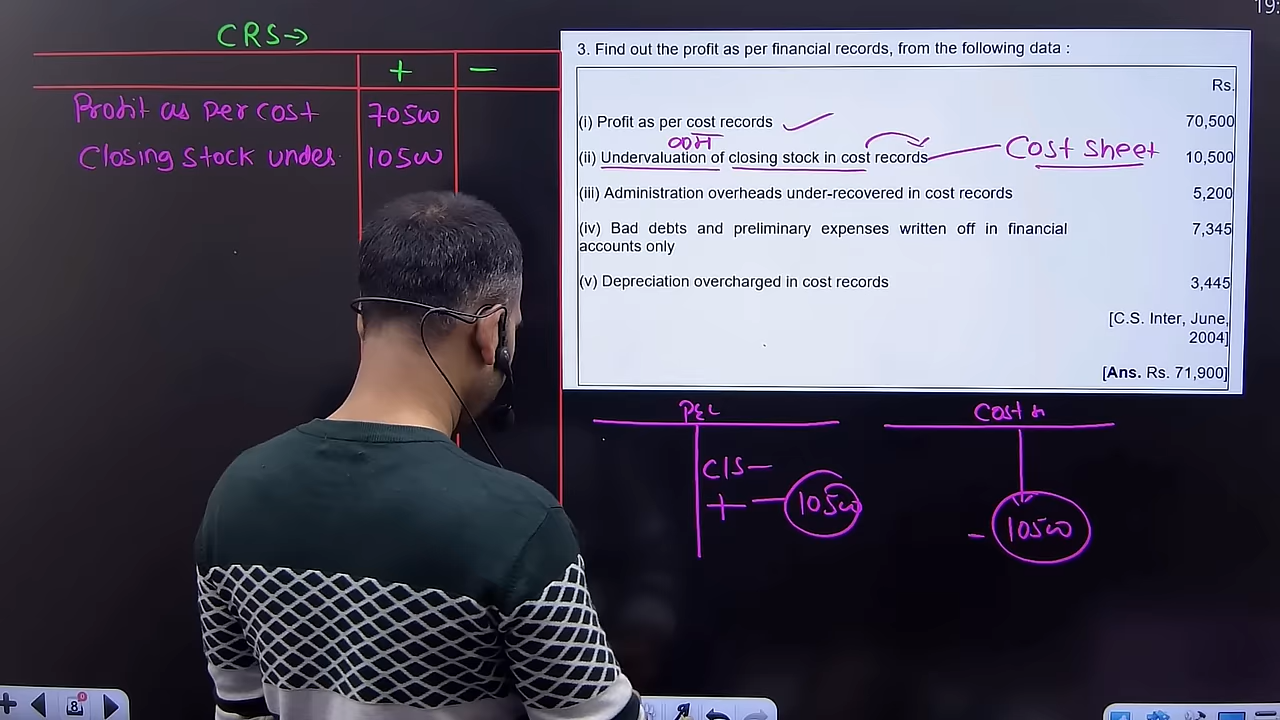 19:
CRS→
+ −
Profit as per cost 70500
Closing stock under 10500
3. Find out the profit as per financial records, from the following data :
Rs.
(i) Profit as per cost records 70,500
(ii) Undervaluation of closing stock in cost records Cost sheet 10,500
(iii) Administration overheads under-recovered in cost records 5,200
(iv) Bad debts and preliminary expenses written off in financial 7,345
accounts only
(v) Depreciation overcharged in cost records 3,445
[C.S. Inter, June,
2004]
[Ans. Rs. 71,900]
P&L
C/S—
+ — 10500
− 10500
8